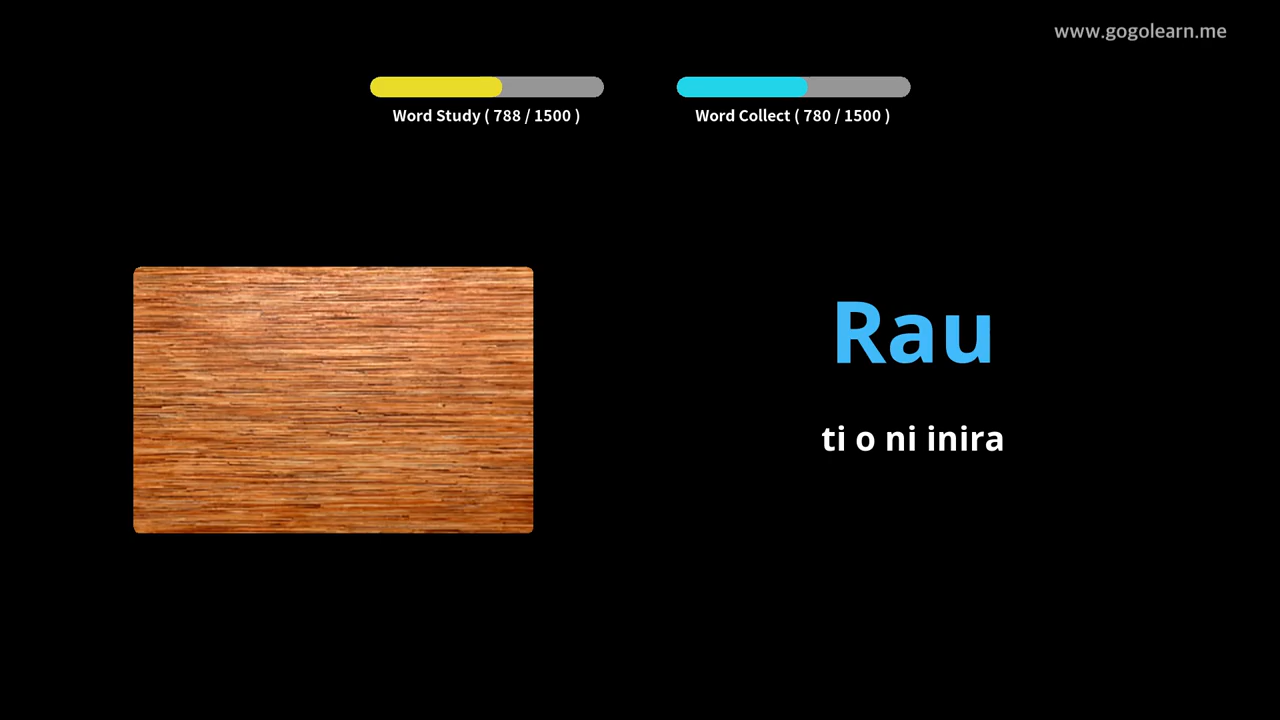 www.gogolearn.me
Word Study ( 788 / 1500 )
Word Collect ( 780 / 1500 )
Rau
ti o ni inira